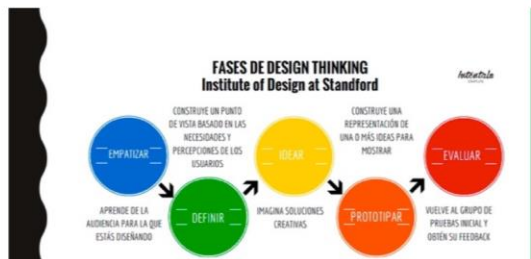 FASES DE DESIGN THINKING
Institute of Design at Standford
Inténtalo
EMPATIZAR
APRENDE DE LA
AUDIENCIA PARA LA QUE
ESTÁS DISEÑANDO
CONSTRUYE UN PUNTO
DE VISTA BASADO EN LAS
NECESIDADES Y
PERCEPCIONES DE LOS
USUARIOS
DEFINIR
IDEAR
IMAGINA SOLUCIONES
CREATIVAS
CONSTRUYE UNA
REPRESENTACIÓN DE
UNA O MÁS IDEAS PARA
MOSTRAR
PROTOTIPAR
EVALUAR
VUELVE AL GRUPO DE
PRUEBAS INICIAL Y
OBTÉN SU FEEDBACK